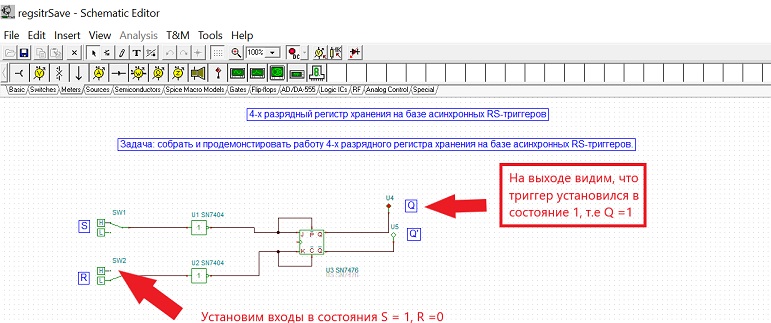 regsitrSave - Schematic Editor
File Edit Insert View Analysis T&M Tools Help
100%
DC
Basic Switches Meters Sources Semiconductors Spice Macro Models Gates Flip-flops AD/DA-555 Logic ICs RF Analog Control Special
4-х разрядный регистр хранения на базе асинхронных RS-триггеров
Задача: собрать и продемонстировать работу 4-х разрядного регистра хранения на базе асинхронных RS-триггеров.
На выходе видим, что
триггер установился в
состояние 1, т.е Q =1
U4
Q
S
SW1
H
L
U1 SN7404
1
J P Q
K C Q
U5
Q'
R
SW2
H
L
U2 SN7404
1
U3 SN7476
Установим входы в состояния S = 1, R =0